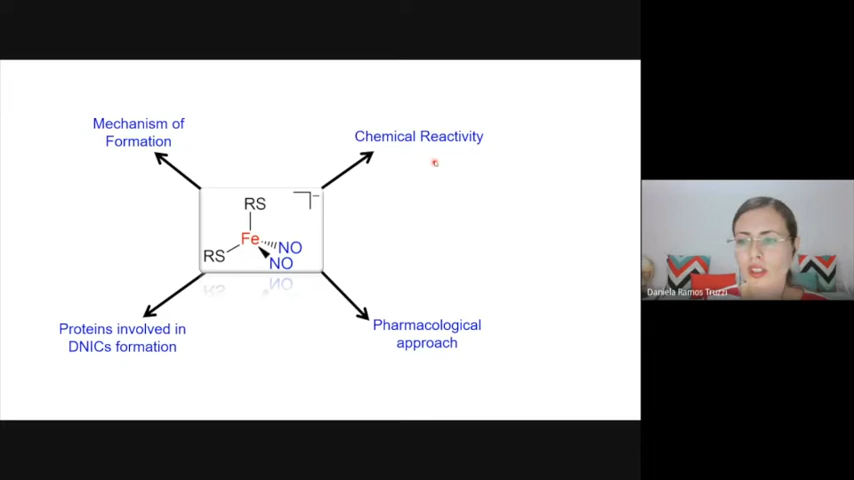 Mechanism of
Formation
Chemical Reactivity
RS
Fe
NO
RS
NO
Proteins involved in
DNICs formation
Pharmacological
approach
Daniela Ramos Truzzi